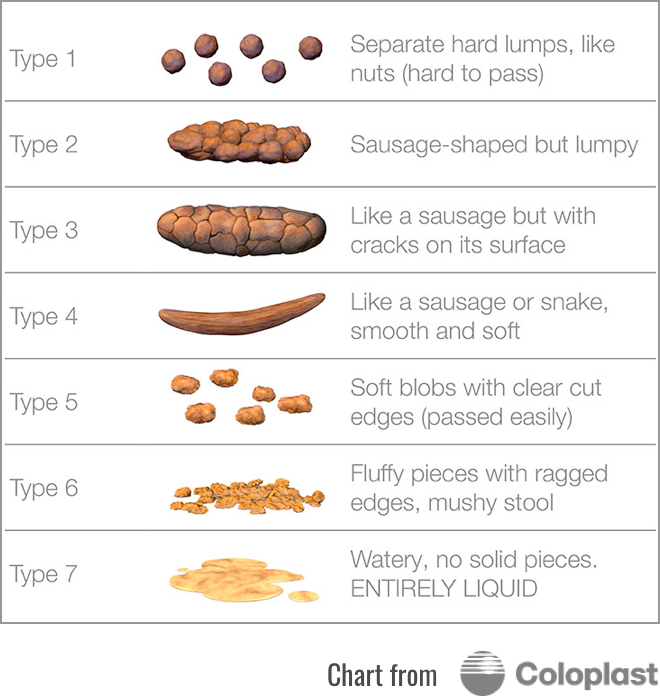 Type 1
Separate hard lumps, like
nuts (hard to pass)
Type 2
Sausage-shaped but lumpy
Type 3
Like a sausage but with
cracks on its surface
Type 4
Like a sausage or snake,
smooth and soft
Type 5
Soft blobs with clear cut
edges (passed easily)
Type 6
Fluffy pieces with ragged
edges, mushy stool
Type 7
Watery, no solid pieces.
ENTIRELY LIQUID
Chart from Coloplast